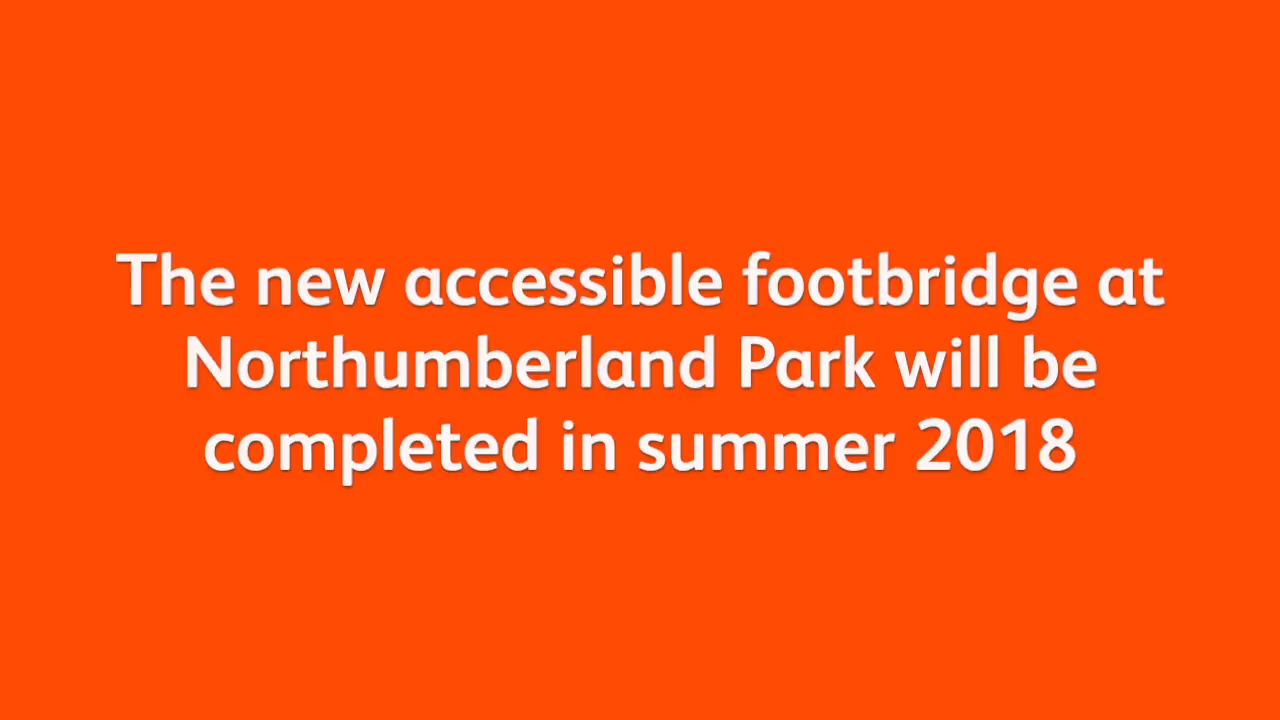 The new accessible footbridge at
Northumberland Park will be
completed in summer 2018